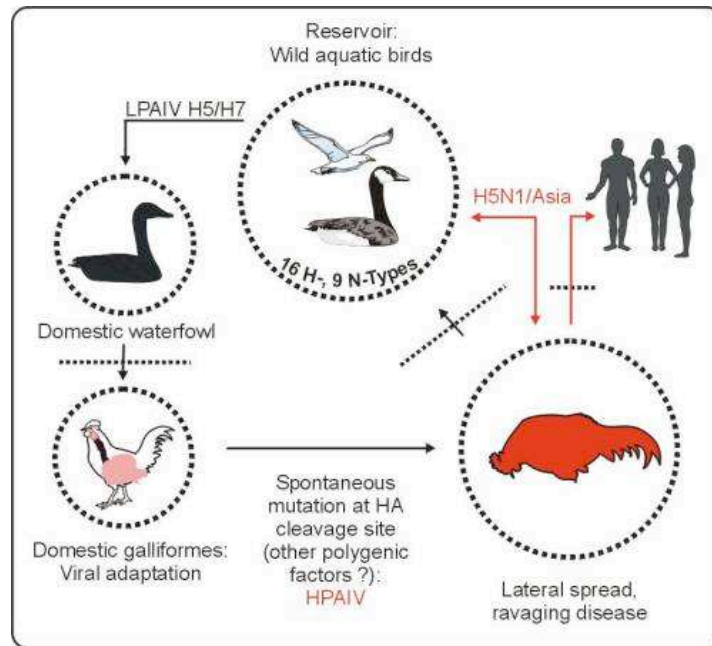 Reservoir:
Wild aquatic birds
LPAIV H5/H7
H5N1/Asia
16 H-, 9 N-Types
Domestic waterfowl
Spontaneous
mutation at HA
cleavage site
(other polygenic
factors ?):
HPAIV
Domestic galliformes:
Viral adaptation
Lateral spread,
ravaging disease